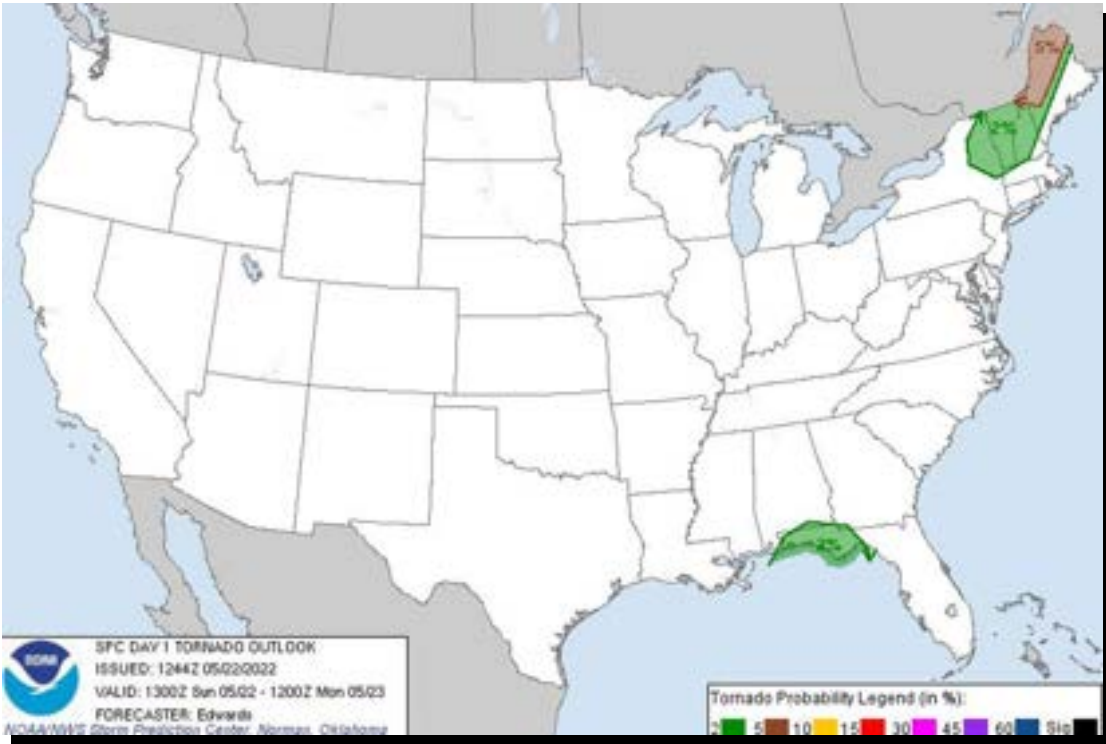 5%
2%
2%
NOAA
SPC DAY 1 TORNADO OUTLOOK
ISSUED: 1244Z 05/22/2022
VALID: 1300Z Sun 05/22 - 1200Z Mon 05/23
FORECASTER: Edwards
NOAA/NWS Storm Prediction Center, Norman, Oklahoma
Tornado Probability Legend (in %):
2 5 10 15 30 45 60 Sig